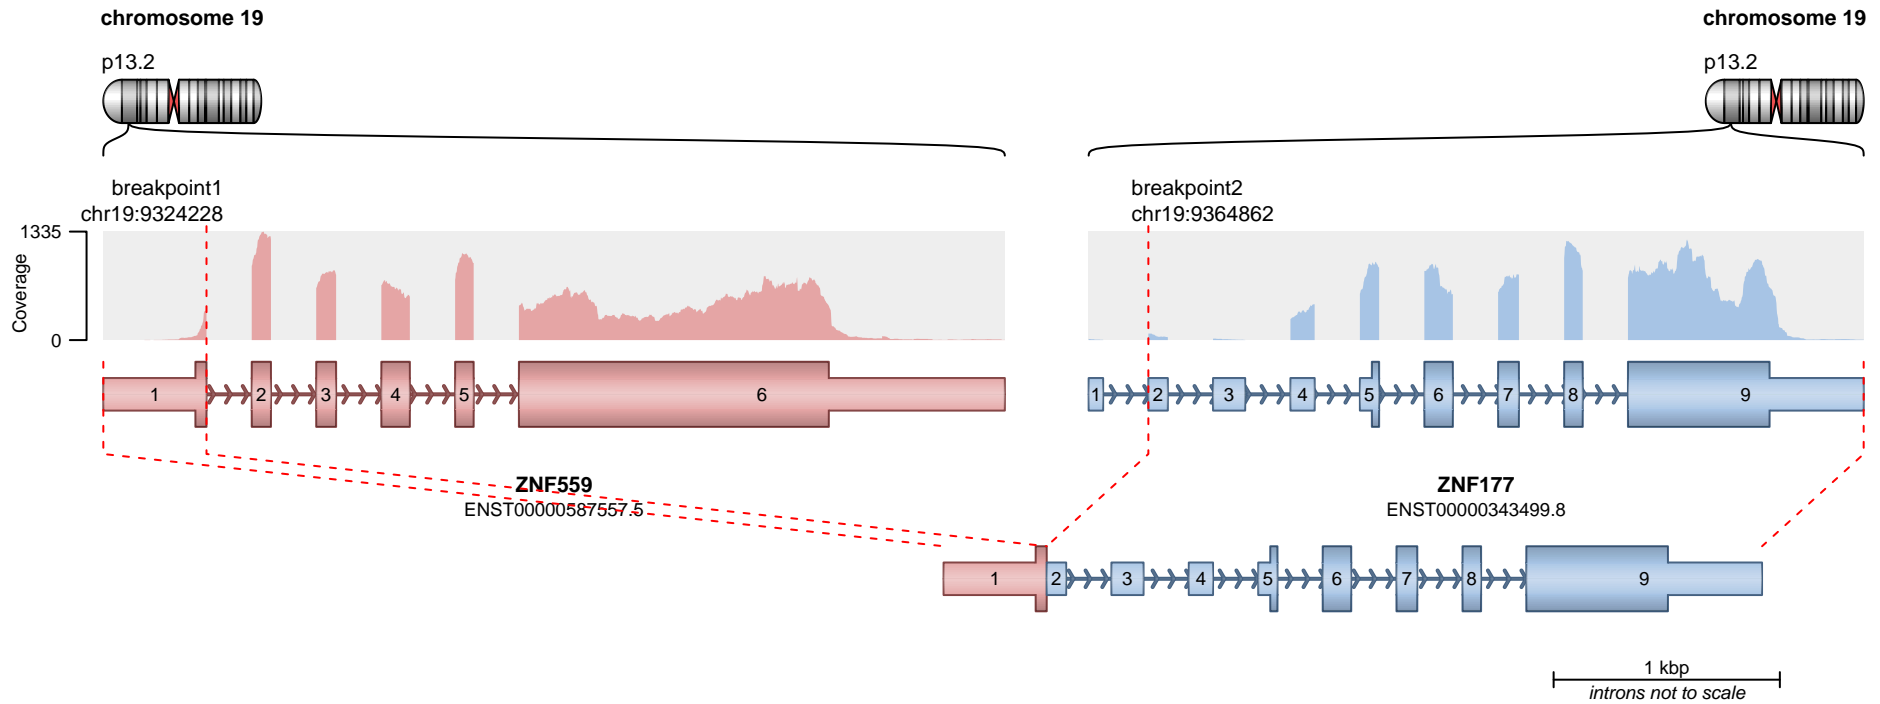 chromosome 19
chromosome 19
p13.2
p13.2
breakpoint1
chr19:9324228
breakpoint2
chr19:9364862
1335
Coverage
0
1 2 3 4 5 6
1 2 3 4 5 6 7 8 9
ZNF559
ENST00000587557.5
ZNF177
ENST00000343499.8
1 2 3 4 5 6 7 8 9
1 kbp
introns not to scale